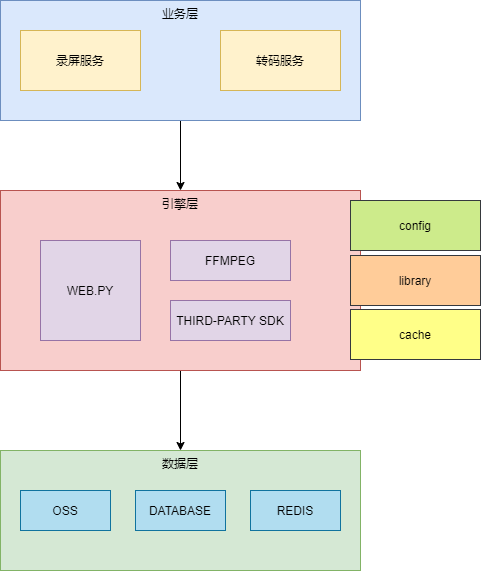 业务层
录屏服务
转码服务
引擎层
config
FFMPEG
WEB.PY
library
THIRD-PARTY SDK
cache
数据层
OSS
DATABASE
REDIS